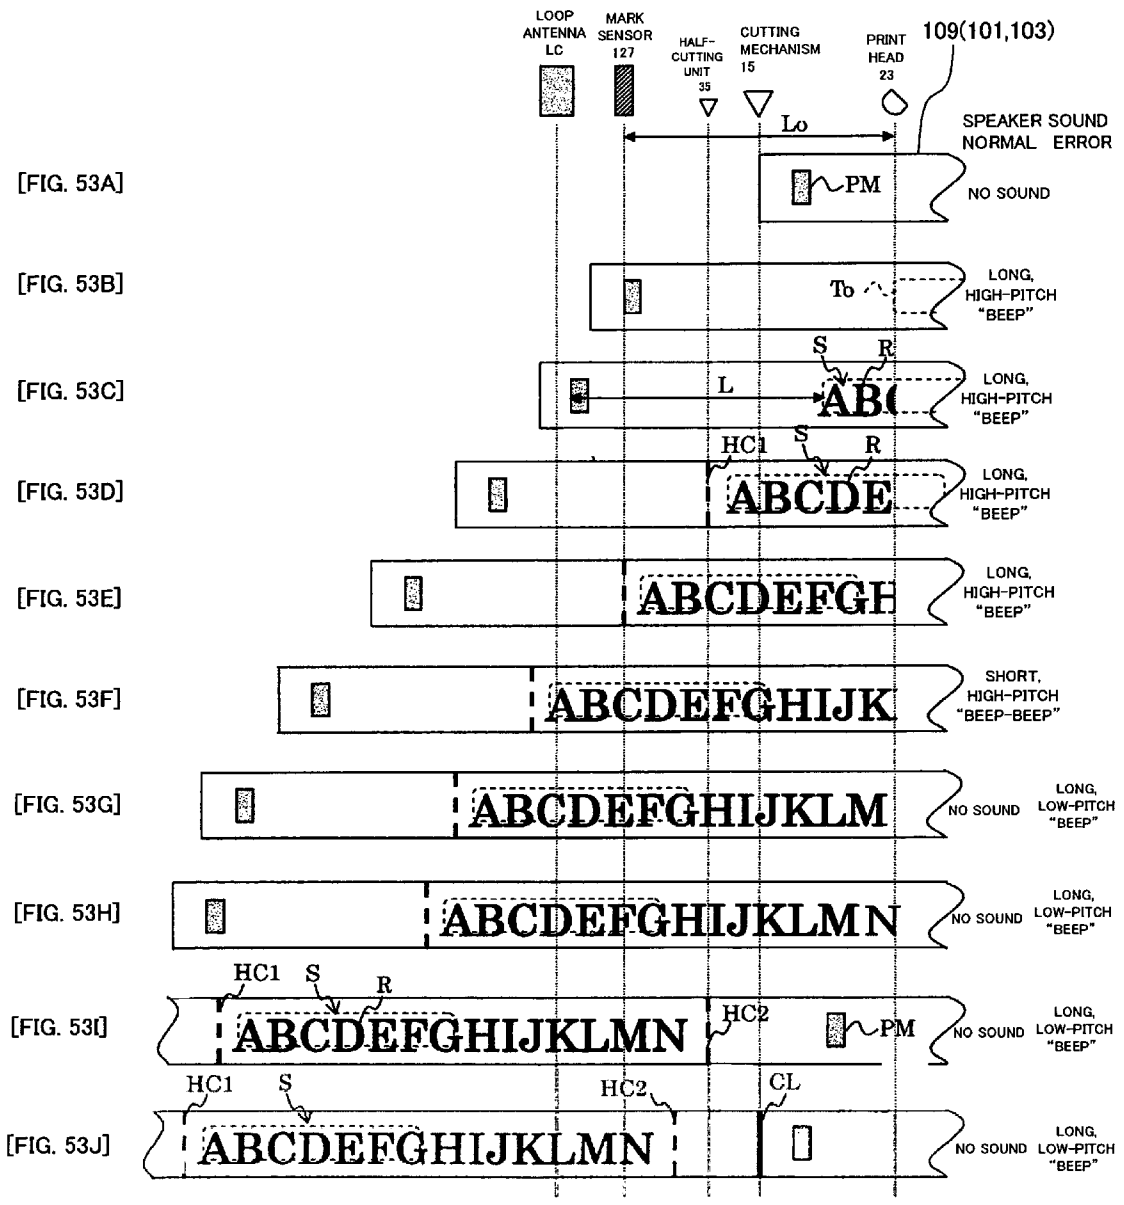 LOOP
ANTENNA
LC
MARK
SENSOR
127
HALF-
CUTTING
UNIT
35
CUTTING
MECHANISM
15
PRINT
HEAD
23
109(101,103)
Lo
SPEAKER SOUND
NORMAL ERROR
[FIG. 53A]
PM
NO SOUND
[FIG. 53B]
To
LONG,
HIGH-PITCH
"BEEP"
[FIG. 53C]
L
S
R
ABC
LONG,
HIGH-PITCH
"BEEP"
[FIG. 53D]
HC1
S
R
ABCDE
LONG,
HIGH-PITCH
"BEEP"
[FIG. 53E]
ABCDEFGH
LONG,
HIGH-PITCH
"BEEP"
[FIG. 53F]
ABCDEFGHIJK
SHORT,
HIGH-PITCH
"BEEP-BEEP"
[FIG. 53G]
ABCDEFGHIJKLM
NO SOUND
LONG,
LOW-PITCH
"BEEP"
[FIG. 53H]
ABCDEFGHIJKLMN
NO SOUND
LONG,
LOW-PITCH
"BEEP"
[FIG. 53I]
HC1
S
R
ABCDEFGHIJKLMN
HC2
PM
NO SOUND
LONG,
LOW-PITCH
"BEEP"
[FIG. 53J]
HC1
S
HC2
CL
ABCDEFGHIJKLMN
NO SOUND
LONG,
LOW-PITCH
"BEEP"